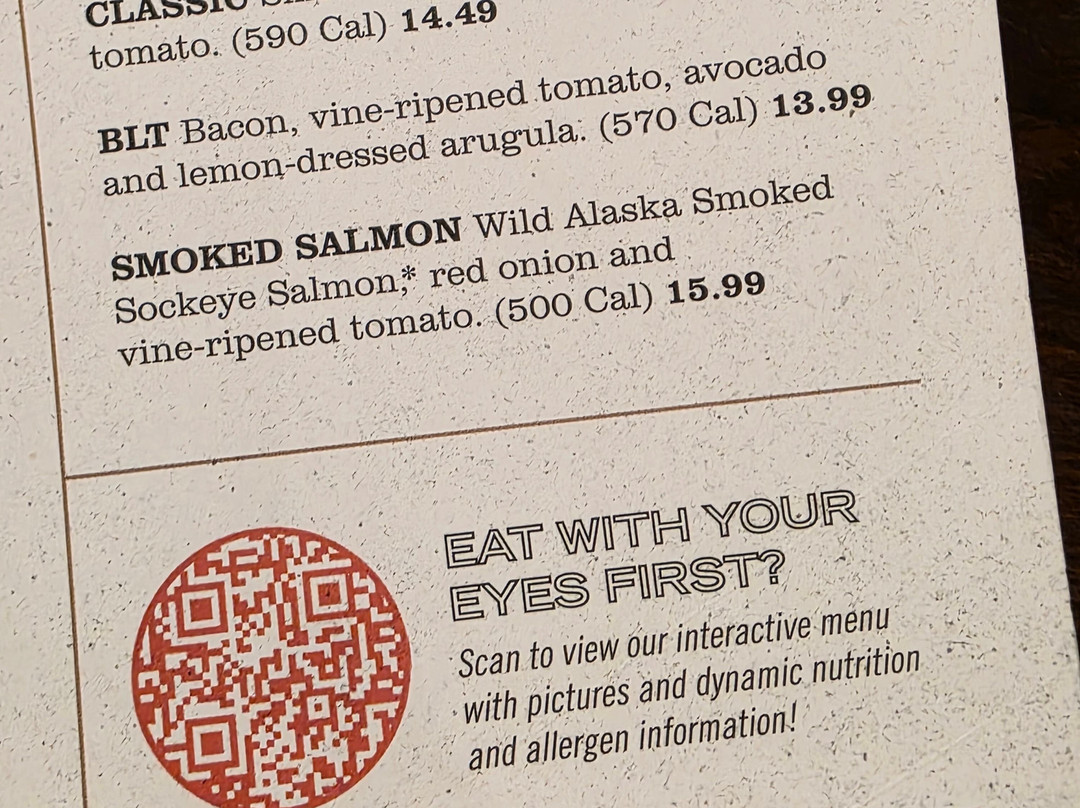 CLASSIC
tomato. (590 Cal) 14.49
BLT Bacon, vine-ripened tomato, avocado
and lemon-dressed arugula. (570 Cal) 13.99
SMOKED SALMON Wild Alaska Smoked
Sockeye Salmon,* red onion and
vine-ripened tomato. (500 Cal) 15.99
EAT WITH YOUR
EYES FIRST?
Scan to view our interactive menu
with pictures and dynamic nutrition
and allergen information!